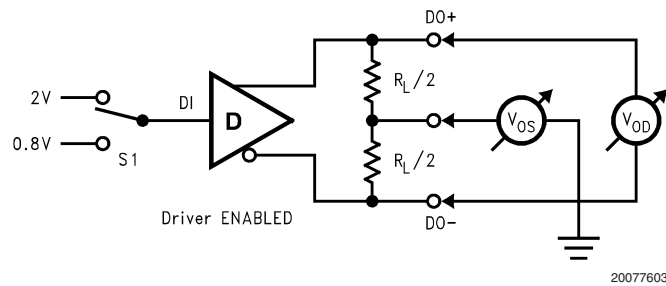 DO+
2V
DI
R_L/2
D
V_OS
V_OD
0.8V
S1
R_L/2
Driver ENABLED
DO−
20077603